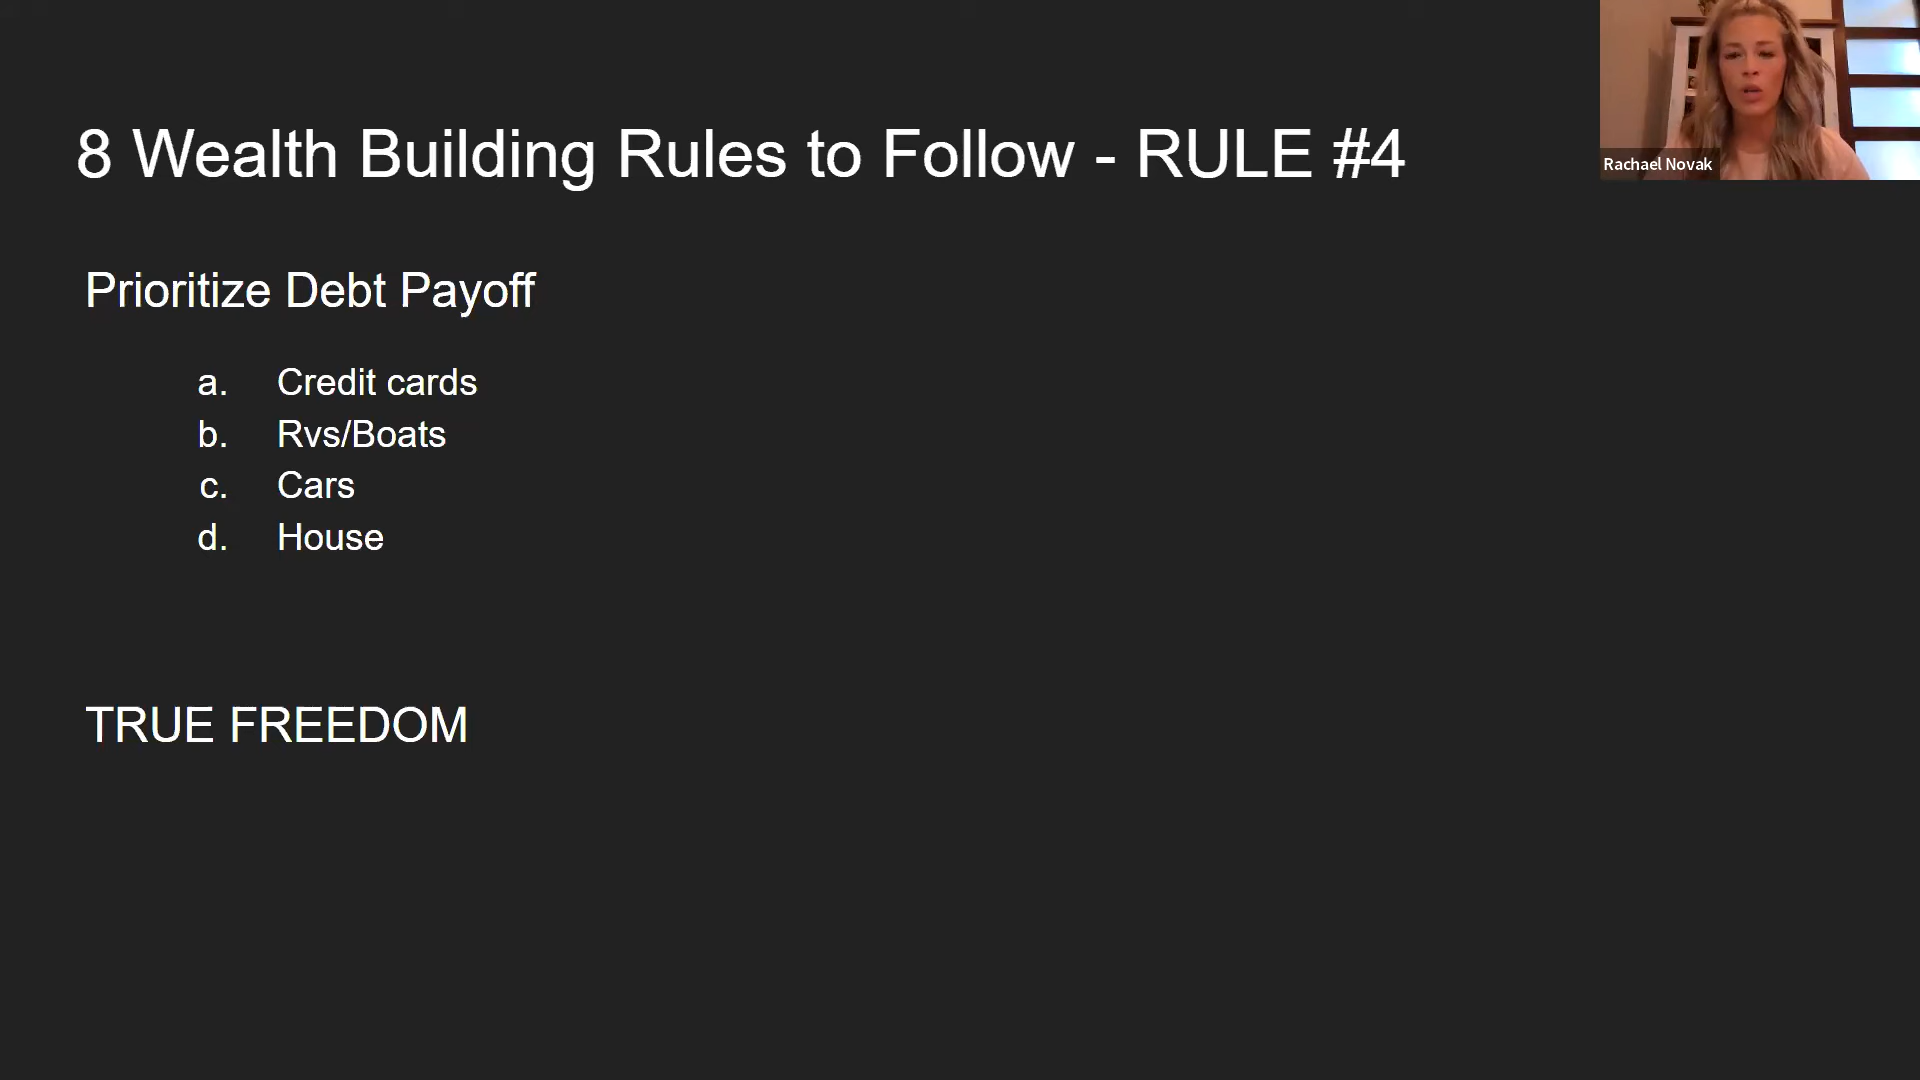 8 Wealth Building Rules to Follow - RULE #4
Rachael Novak
Prioritize Debt Payoff
a. Credit cards
b. Rvs/Boats
c. Cars
d. House
TRUE FREEDOM